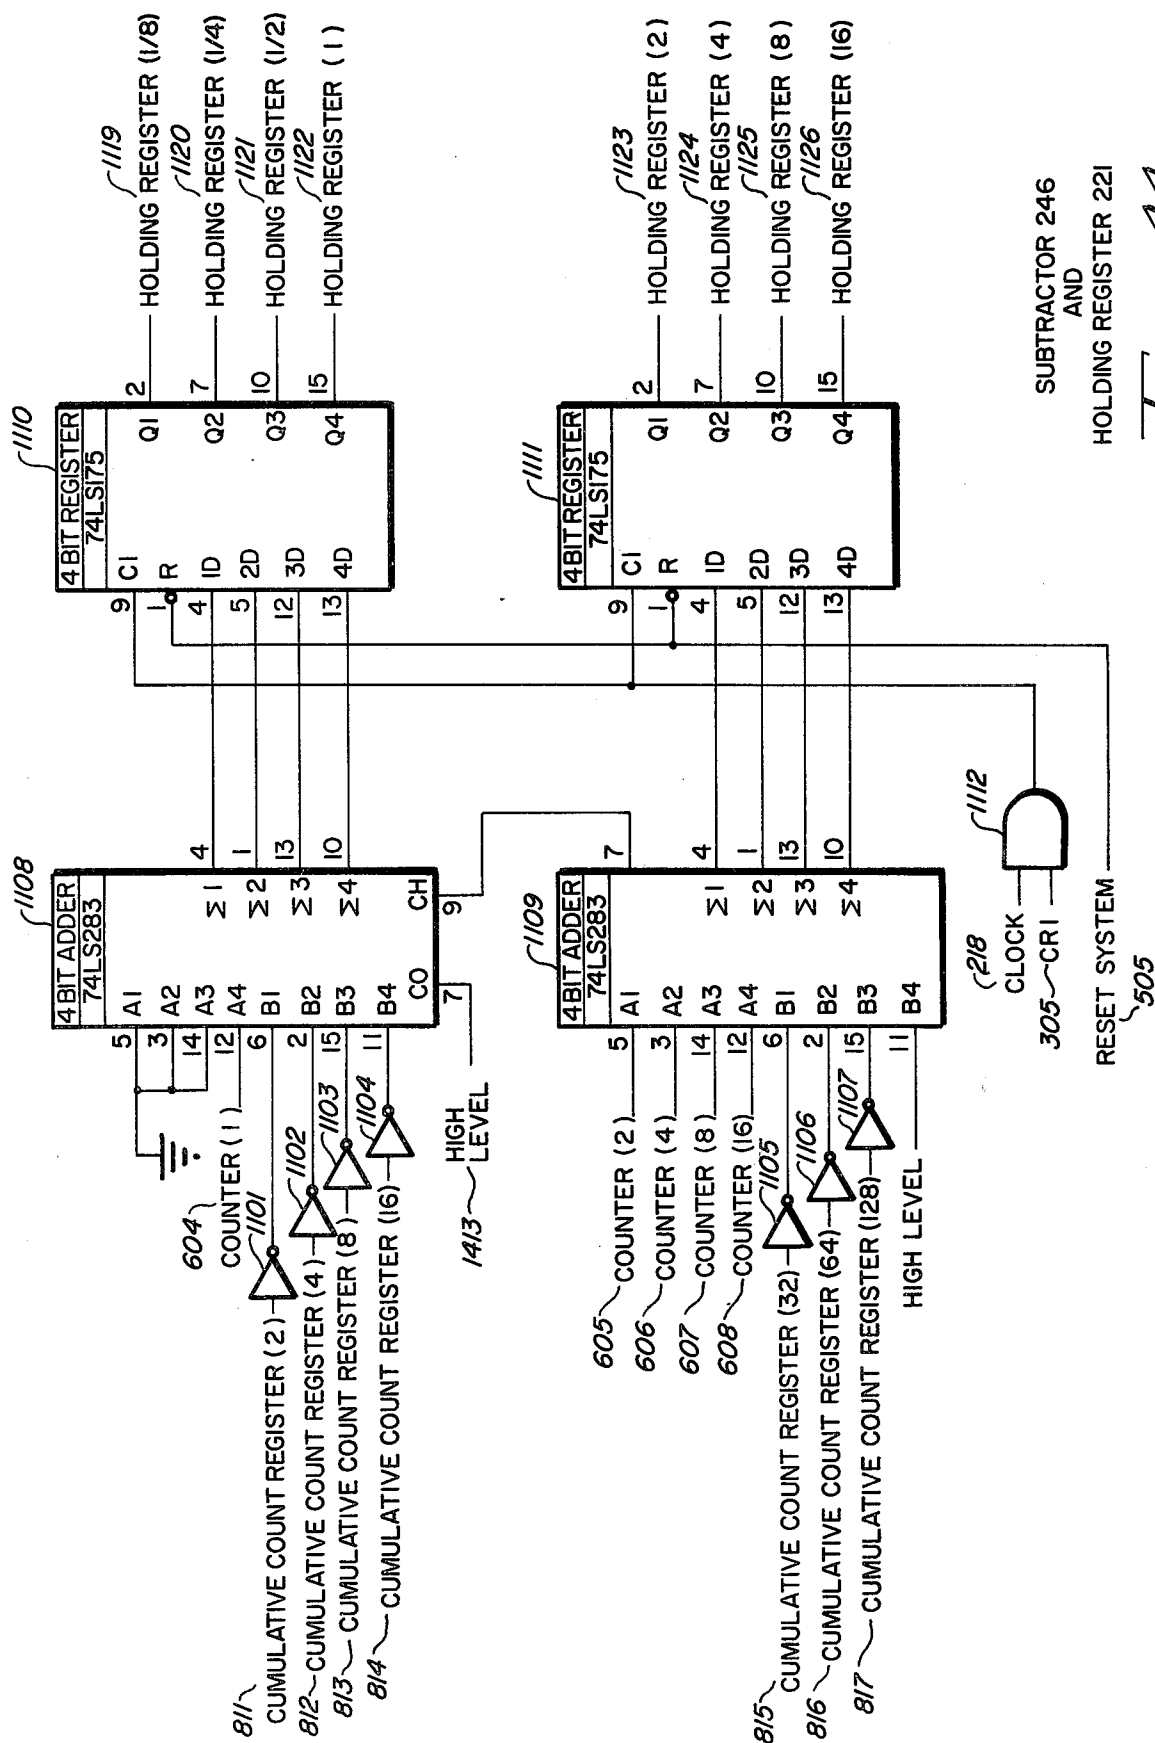 811
CUMULATIVE COUNT REGISTER (2)
812
CUMULATIVE COUNT REGISTER (4)
813
CUMULATIVE COUNT REGISTER (8)
814
CUMULATIVE COUNT REGISTER (16)
604
COUNTER (1)
1101
1102
1103
1104
HIGH
LEVEL
1413
5
3
14
12
6
2
15
11
7
9
1108
4 BIT ADDER
74LS283
A1
A2
A3
A4
B1
B2
B3
B4
CO
CH
Σ1
Σ2
Σ3
Σ4
4
1
13
10
1110
4 BIT REGISTER
74LS175
9
1
4
5
12
13
C1
R
1D
2D
3D
4D
Q1
Q2
Q3
Q4
2
7
10
15
1119
HOLDING REGISTER (1/8)
1120
HOLDING REGISTER (1/4)
1121
HOLDING REGISTER (1/2)
1122
HOLDING REGISTER (1)
605
COUNTER (2)
606
COUNTER (4)
607
COUNTER (8)
608
COUNTER (16)
815
CUMULATIVE COUNT REGISTER (32)
816
CUMULATIVE COUNT REGISTER (64)
817
CUMULATIVE COUNT REGISTER (128)
1105
1106
1107
HIGH LEVEL
5
3
14
12
6
2
15
11
1109
4 BIT ADDER
74LS283
A1
A2
A3
A4
B1
B2
B3
B4
Σ1
Σ2
Σ3
Σ4
7
4
1
13
10
1111
4 BIT REGISTER
74LS175
9
1
4
5
12
13
C1
R
1D
2D
3D
4D
Q1
Q2
Q3
Q4
2
7
10
15
1123
HOLDING REGISTER (2)
1124
HOLDING REGISTER (4)
1125
HOLDING REGISTER (8)
1126
HOLDING REGISTER (16)
218
CLOCK
305
CR1
1112
RESET SYSTEM
505
SUBTRACTOR 246
AND
HOLDING REGISTER 221